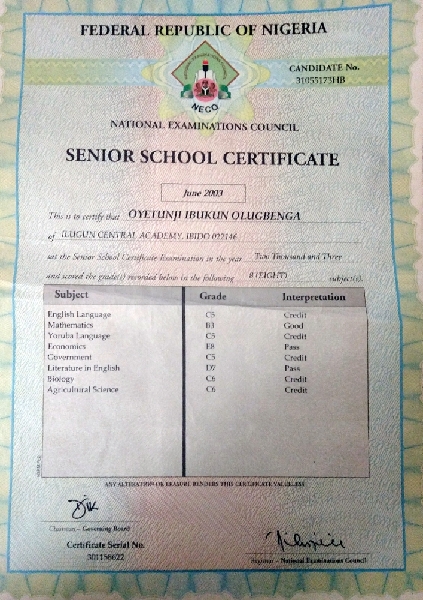 FEDERAL REPUBLIC OF NIGERIA
CANDIDATE No.
31055173HB
NECO
NATIONAL EXAMINATIONS COUNCIL
SENIOR SCHOOL CERTIFICATE
June 2003
This is to certify that OYETUNJI IBUKUN OLUGBENGA
of ILUGUN CENTRAL ACADEMY, 
sat the Senior School Certificate Examination in the year Two Thousand and Three
and scored the grade(s) recorded below in the following 8 (EIGHT) subject(s).
Subject Grade Interpretation
English Language C5 Credit
Mathematics B3 Good
Yoruba Language C5 Credit
Economics E8 Pass
Government C5 Credit
Literature in English D7 Pass
Biology C6 Credit
Agricultural Science C6 Credit
ANY ALTERATION OR ERASURE RENDERS THIS CERTIFICATE VALUELESS
Chairman – Governing Board
Certificate Serial No.
Registrar – National Examinations Council